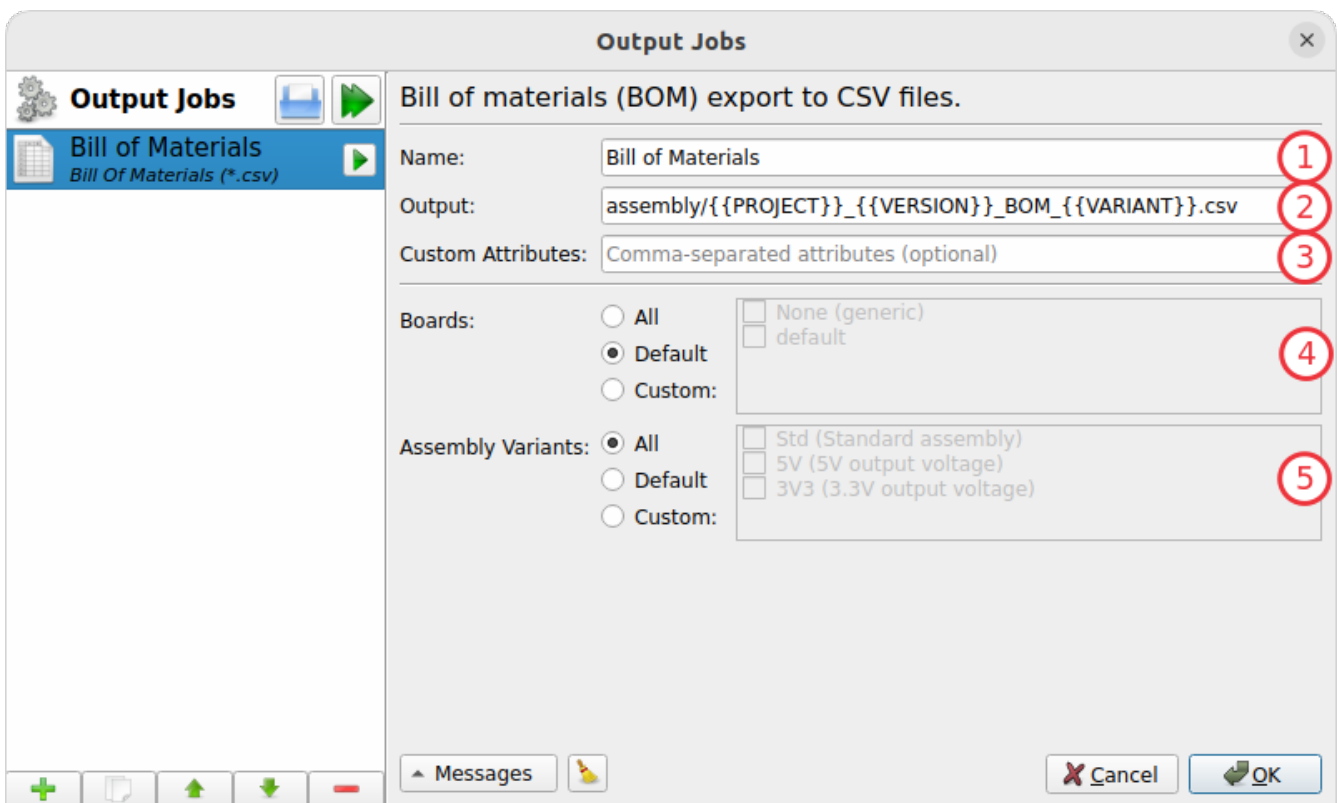 Output Jobs
Output Jobs
Bill of Materials
Bill Of Materials (*.csv)
Bill of materials (BOM) export to CSV files.
Name: Bill of Materials 1
Output: assembly/{{PROJECT}}_{{VERSION}}_BOM_{{VARIANT}}.csv 2
Custom Attributes: Comma-separated attributes (optional) 3
Boards: All None (generic)
Default default 4
Custom:
Assembly Variants: All Std (Standard assembly)
Default 5V (5V output voltage) 5
3V3 (3.3V output voltage)
Custom:
Messages Cancel OK